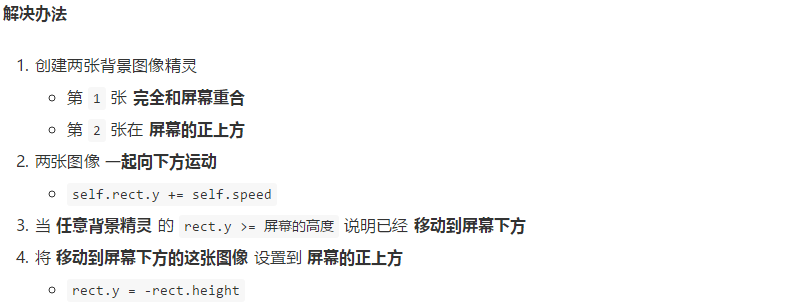 解决办法
1. 创建两张背景图像精灵
第 1 张 完全和屏幕重合
第 2 张在 屏幕的正上方
2. 两张图像 一起向下方运动
self.rect.y += self.speed
3. 当 任意背景精灵 的 rect.y >= 屏幕的高度 说明已经 移动到屏幕下方
4. 将 移动到屏幕下方的这张图像 设置到 屏幕的正上方
rect.y = -rect.height